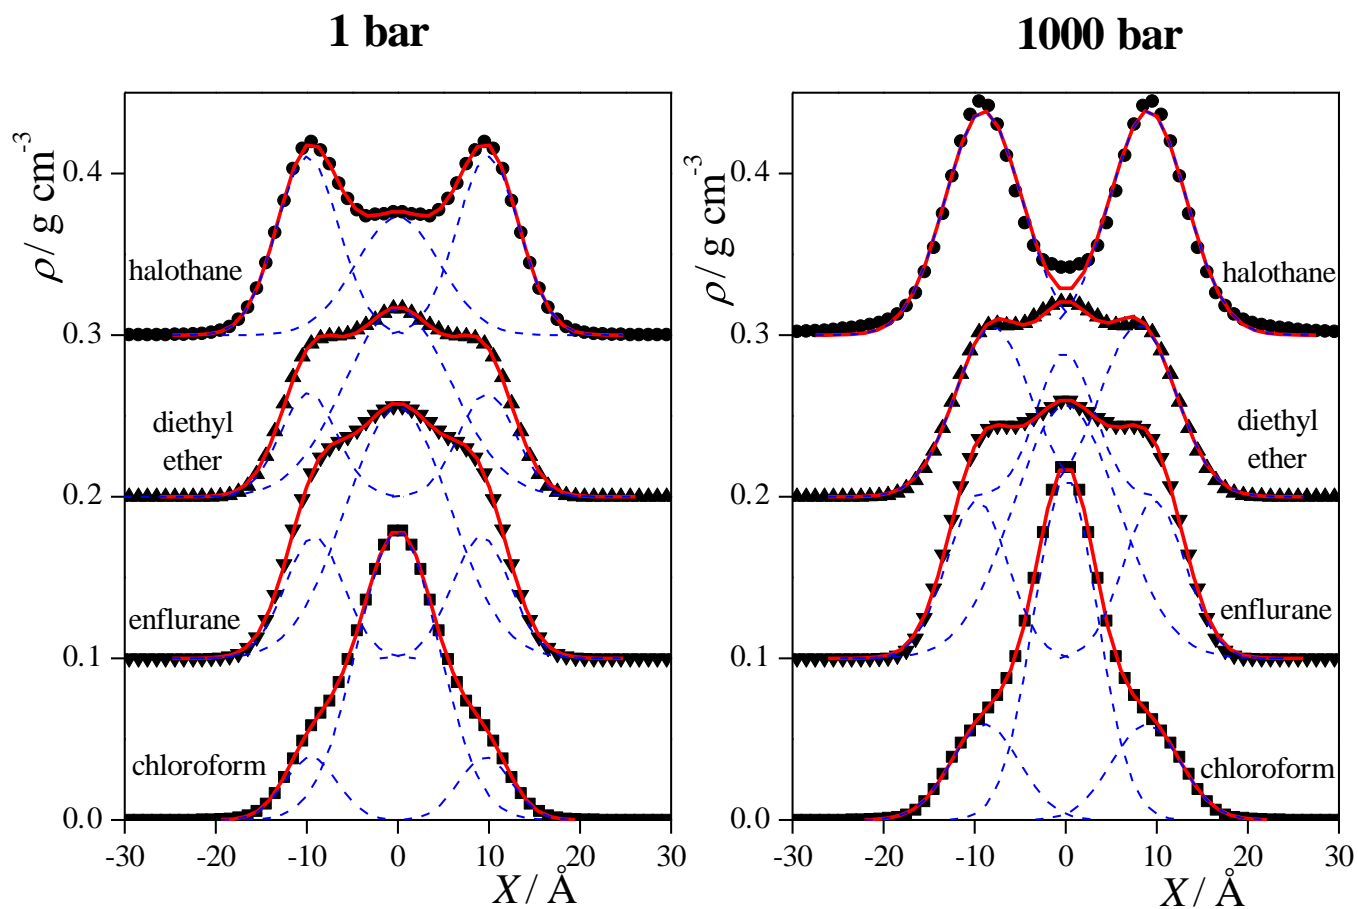 1 bar
1000 bar
ρ / g cm⁻³
0.4
0.3
0.2
0.1
0.0
halothane
diethyl
ether
enflurane
chloroform
-30 -20 -10 0 10 20 30
X / Å
ρ / g cm⁻³
0.4
0.3
0.2
0.1
0.0
halothane
diethyl
ether
enflurane
chloroform
-30 -20 -10 0 10 20 30
X / Å